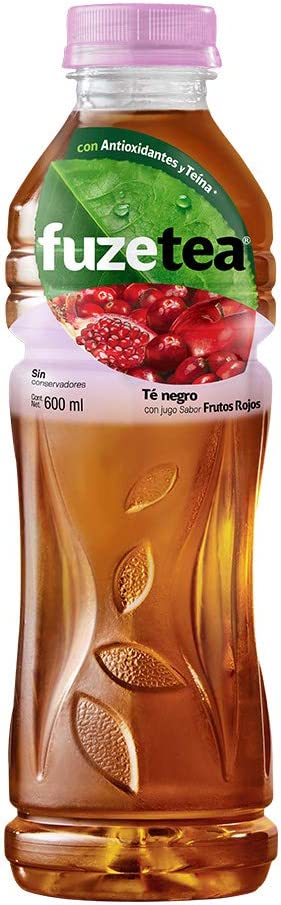 con Antioxidantes y Teína*
fuzetea®
Sin
conservadores
Cont.
Net. 600 ml
Té negro
con jugo Sabor Frutos Rojos